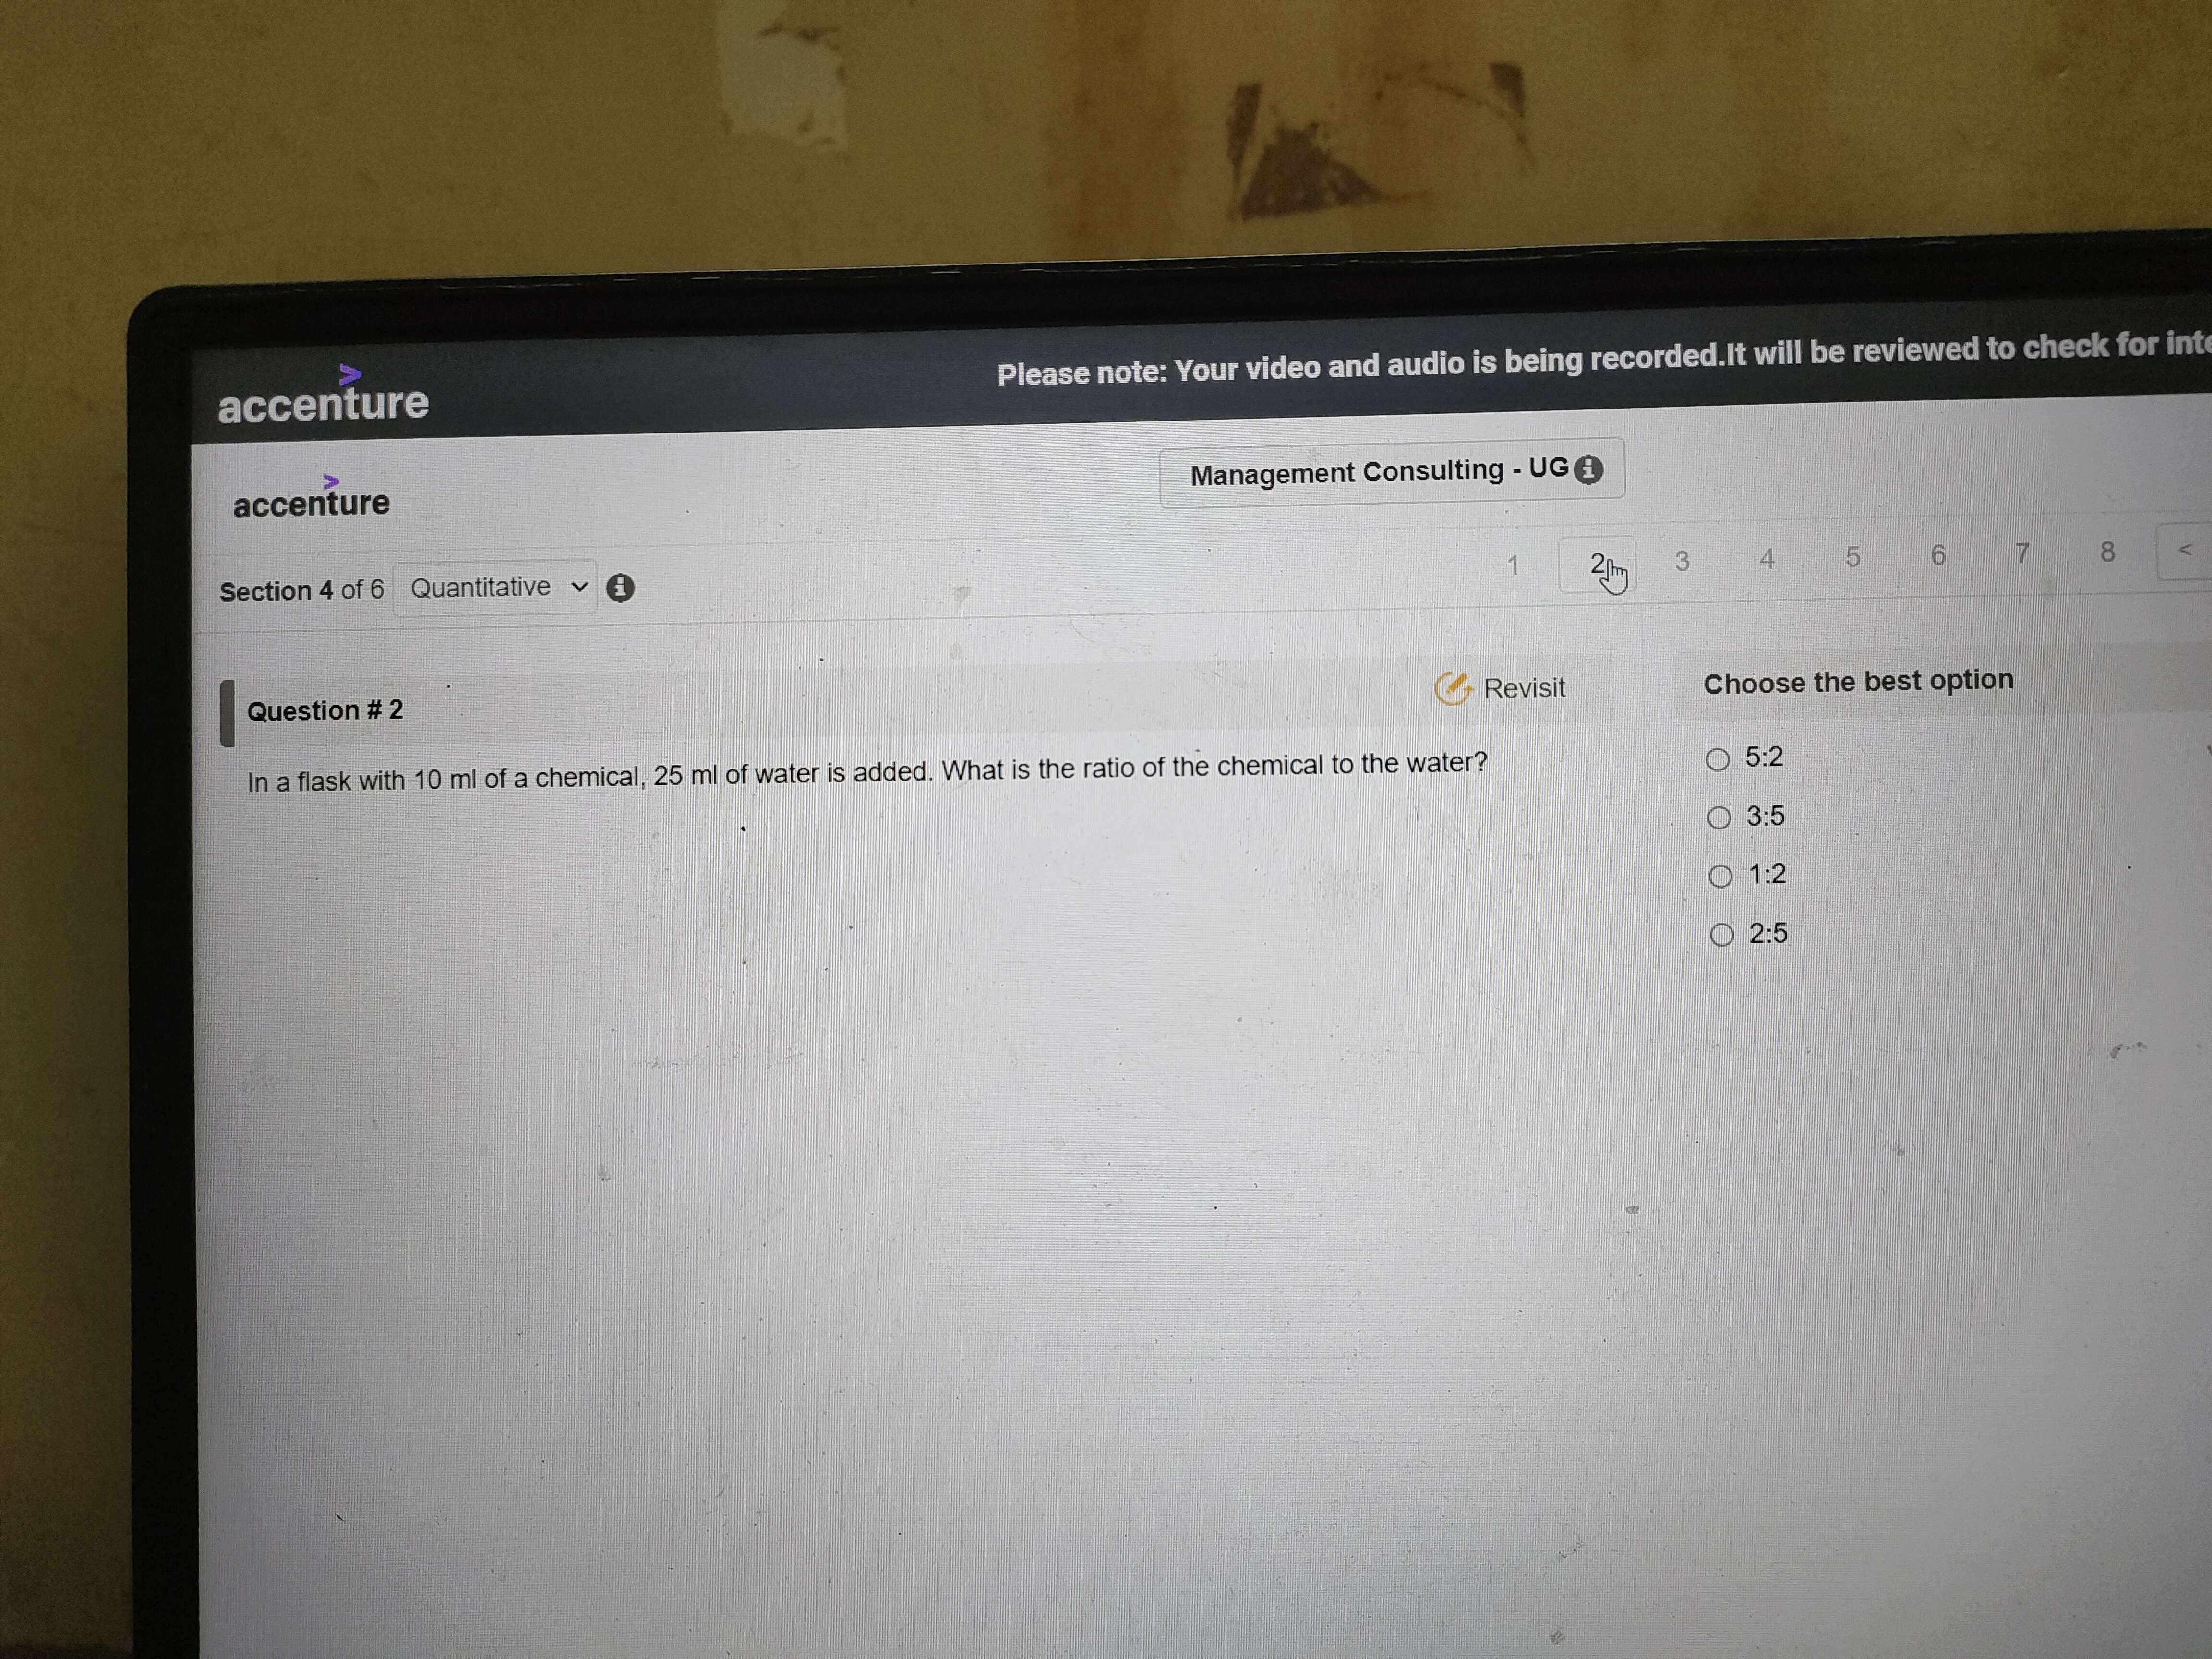 accenture
Please note: Your video and audio is being recorded.It will be reviewed to check for
accenture
Management Consulting - UG
Section 4 of 6 Quantitative
1 2 3 4 5 6 7 8 <
Question # 2
Revisit
Choose the best option
In a flask with 10 ml of a chemical, 25 ml of water is added. What is the ratio of the chemical to the water?
5:2
3:5
1:2
2:5